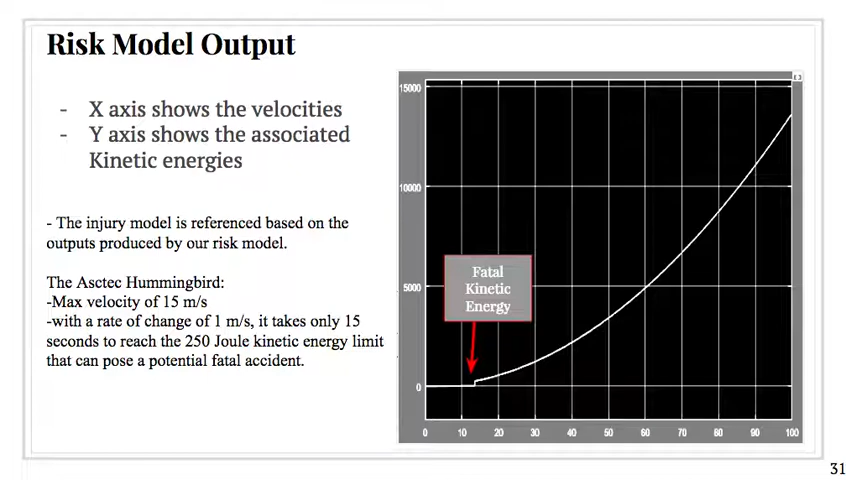 Risk Model Output
- X axis shows the velocities
- Y axis shows the associated
Kinetic energies
- The injury model is referenced based on the
outputs produced by our risk model.
The Asctec Hummingbird:
-Max velocity of 15 m/s
-with a rate of change of 1 m/s, it takes only 15
seconds to reach the 250 Joule kinetic energy limit
that can pose a potential fatal accident.
15000
10000
5000
0
Fatal
Kinetic
Energy
0 10 20 30 40 50 60 70 80 90 100
31